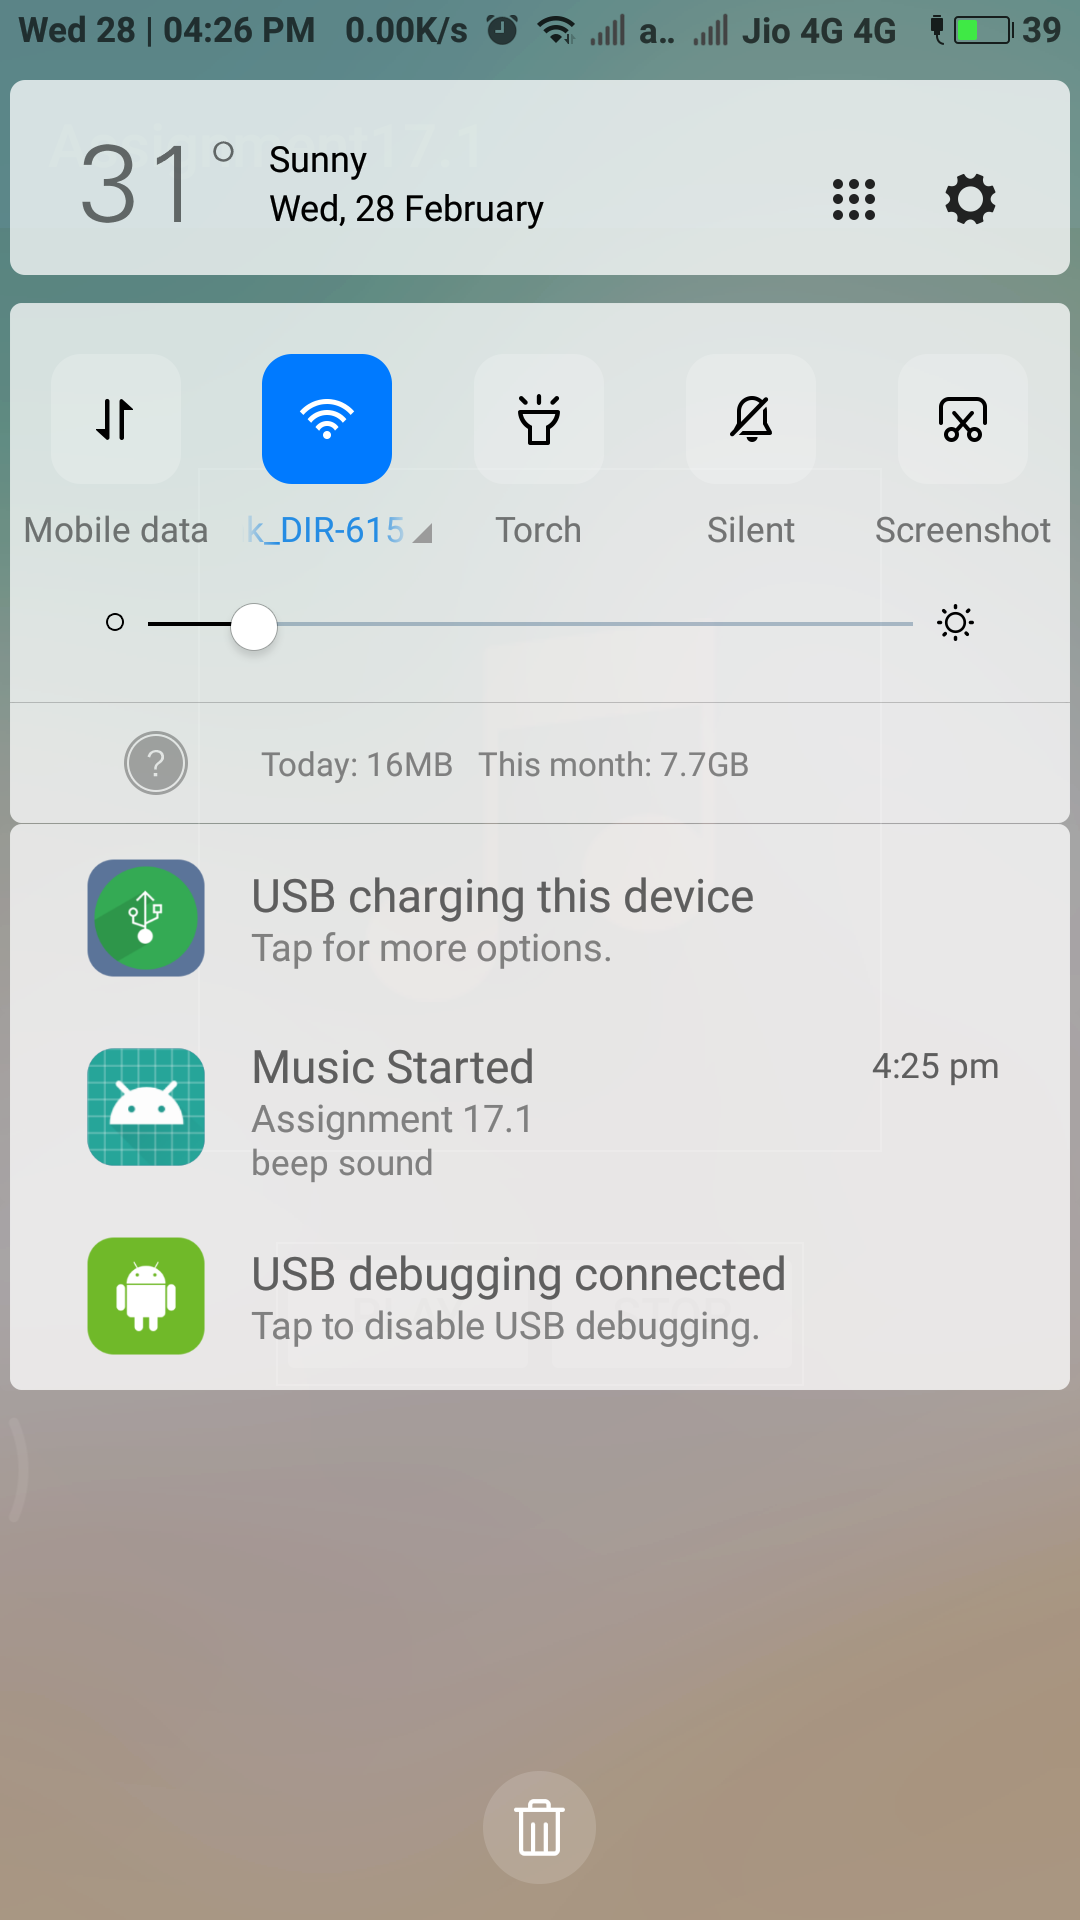 Wed 28 | 04:26 PM 0.00K/s a.. Jio 4G 4G 39
Assignment17.1
31° Sunny
Wed, 28 February
Mobile data k_DIR-615 Torch Silent Screenshot
? Today: 16MB This month: 7.7GB
USB charging this device
Tap for more options.
Music Started 4:25 pm
Assignment 17.1
beep sound
USB debugging connected
Tap to disable USB debugging.